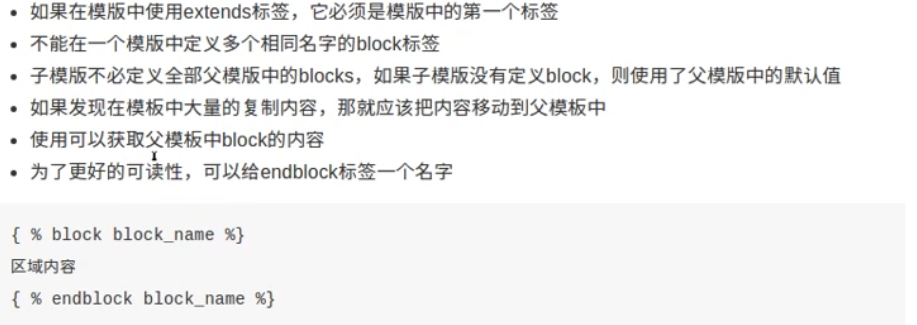 如果在模版中使用extends标签，它必须是模版中的第一个标签
不能在一个模版中定义多个相同名字的block标签
子模版不必定义全部父模版中的blocks，如果子模版没有定义block，则使用了父模版中的默认值
如果发现在模板中大量的复制内容，那就应该把内容移动到父模板中
使用可以获取父模板中block的内容
为了更好的可读性，可以给endblock标签一个名字
{ % block block_name %}
区域内容
{ % endblock block_name %}